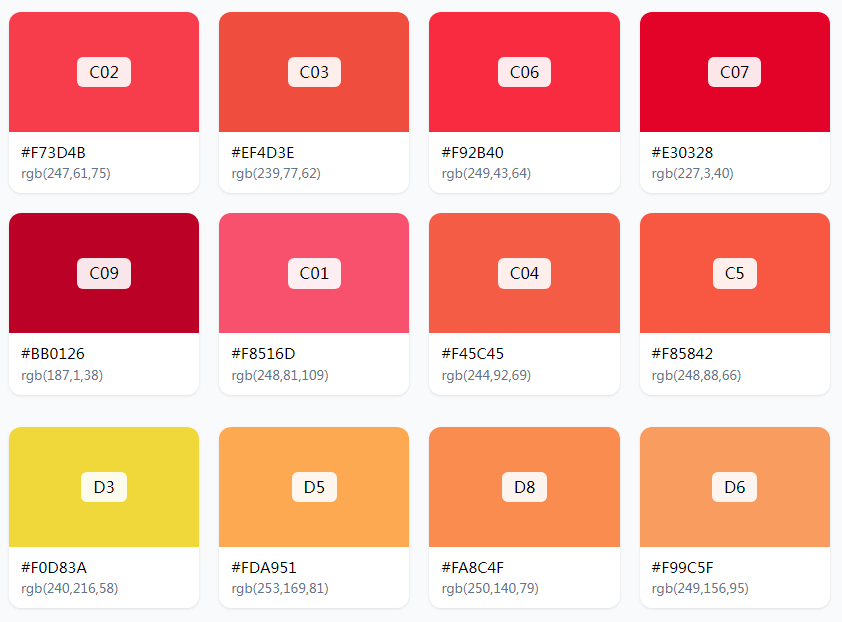 C02
#F73D4B
rgb(247,61,75)
C03
#EF4D3E
rgb(239,77,62)
C06
#F92B40
rgb(249,43,64)
C07
#E30328
rgb(227,3,40)
C09
#BB0126
rgb(187,1,38)
C01
#F8516D
rgb(248,81,109)
C04
#F45C45
rgb(244,92,69)
C5
#F85842
rgb(248,88,66)
D3
#F0D83A
rgb(240,216,58)
D5
#FDA951
rgb(253,169,81)
D8
#FA8C4F
rgb(250,140,79)
D6
#F99C5F
rgb(249,156,95)